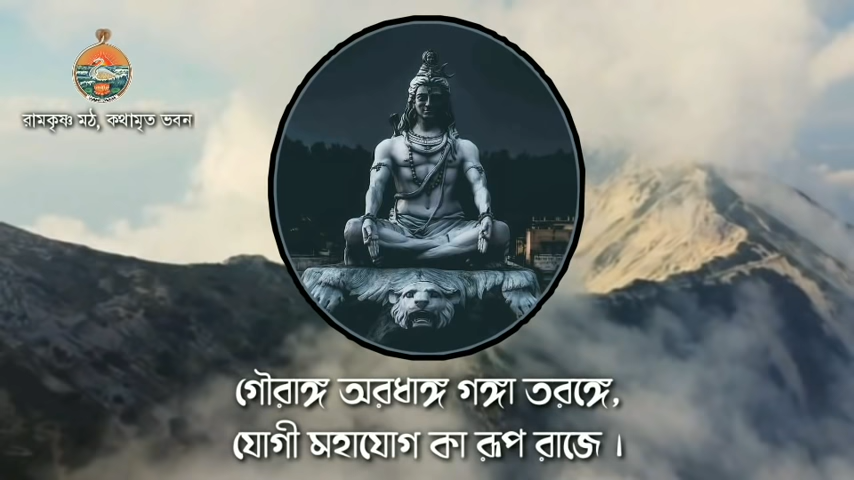 রামকৃষ্ণ মঠ, কথামৃত ভবন
গৌরাঙ্গ অরধাঙ্গ গঙ্গা তরঙ্গে,
যোগী মহাযোগ কা রূপ রাজে ।